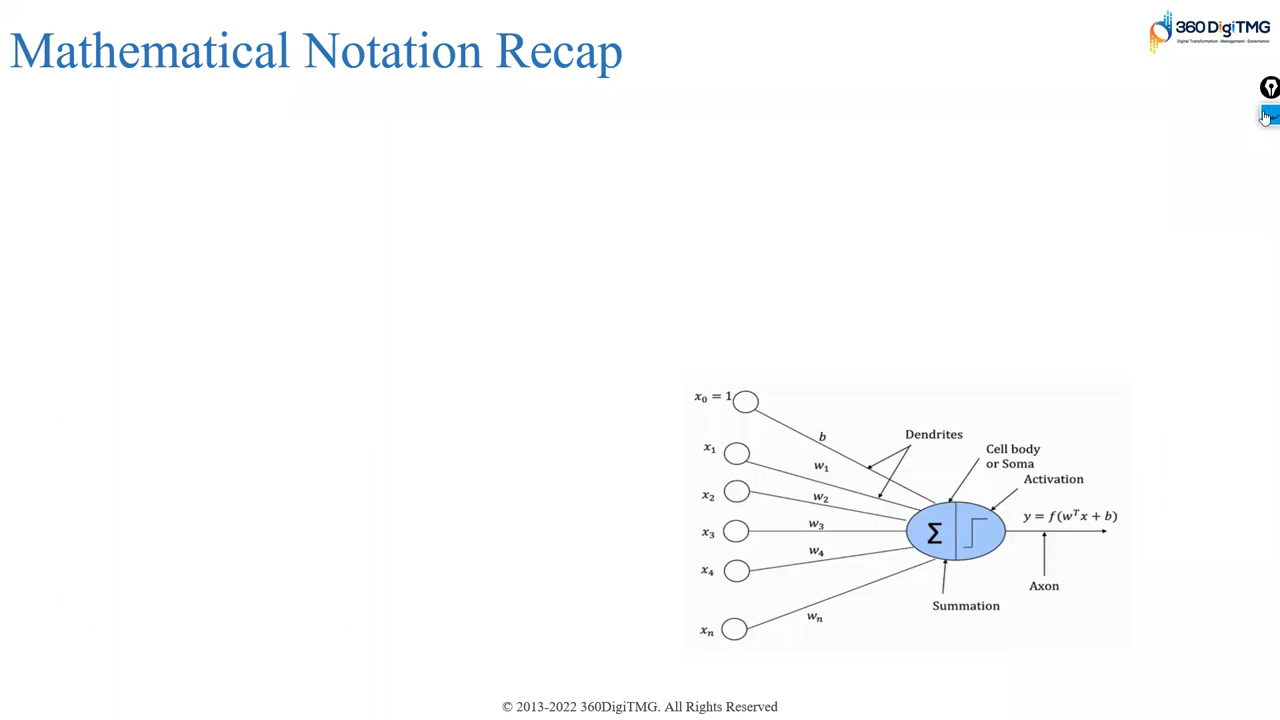 Mathematical Notation Recap
360DigiTMG
Digital Transformation · Management · Governance
x₀ = 1
b
Dendrites
x₁
w₁
Cell body
or Soma
Activation
x₂
w₂
y = f(wᵀx + b)
x₃
w₃
Σ
w₄
x₄
Axon
Summation
wₙ
xₙ
© 2013-2022 360DigiTMG. All Rights Reserved